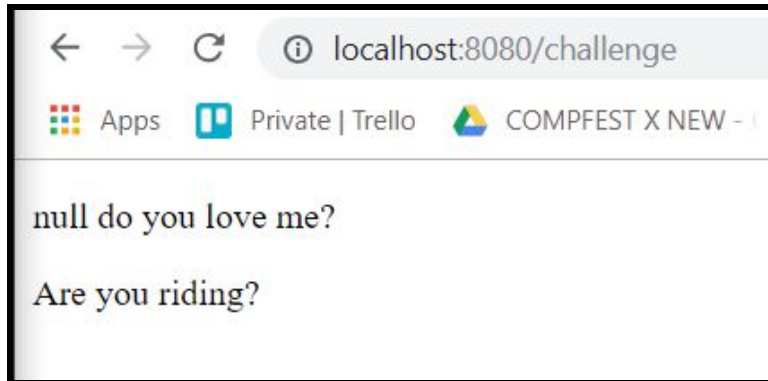 localhost:8080/challenge
Apps Private | Trello COMPFEST X NEW -
null do you love me?
Are you riding?